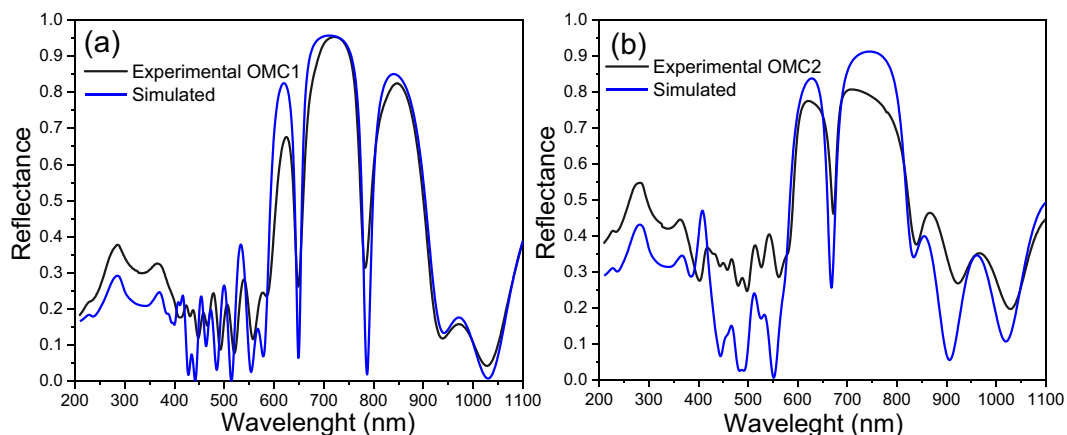 (a)
Experimental OMC1
Simulated
Reflectance
1.0
0.9
0.8
0.7
0.6
0.5
0.4
0.3
0.2
0.1
0.0
200 300 400 500 600 700 800 900 1000 1100
Wavelenght (nm)
(b)
Experimental OMC2
Simulated
Reflectance
1.0
0.9
0.8
0.7
0.6
0.5
0.4
0.3
0.2
0.1
0.0
200 300 400 500 600 700 800 900 1000 1100
Waveleght (nm)